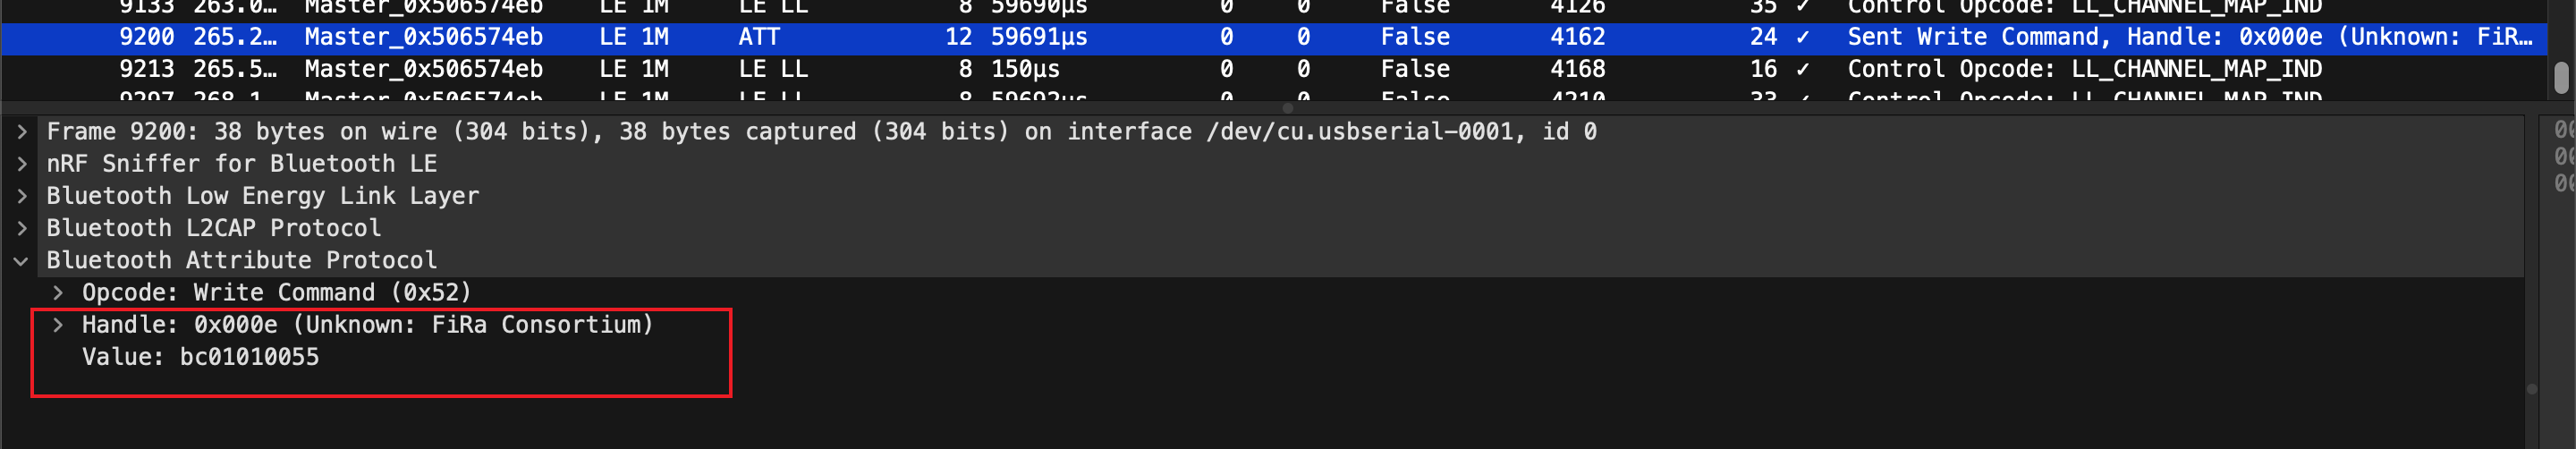 9133 263.0… Master_0x506574eb LE 1M LE LL 8 59690µs 0 0 False 4126 35 ✓ Control Opcode: LL_CHANNEL_MAP_IND
9200 265.2… Master_0x506574eb LE 1M ATT 12 59691µs 0 0 False 4162 24 ✓ Sent Write Command, Handle: 0x000e (Unknown: FiR…
9213 265.5… Master_0x506574eb LE 1M LE LL 8 150µs 0 0 False 4168 16 ✓ Control Opcode: LL_CHANNEL_MAP_IND
9297 268.1 Master_0x506574eb LE 1M LE LL 8 59692µs 0 0 False 4210 33 ✓ Control Opcode: LL_CHANNEL_MAP_IND
Frame 9200: 38 bytes on wire (304 bits), 38 bytes captured (304 bits) on interface /dev/cu.usbserial-0001, id 0
nRF Sniffer for Bluetooth LE
Bluetooth Low Energy Link Layer
Bluetooth L2CAP Protocol
Bluetooth Attribute Protocol
Opcode: Write Command (0x52)
Handle: 0x000e (Unknown: FiRa Consortium)
Value: bc01010055